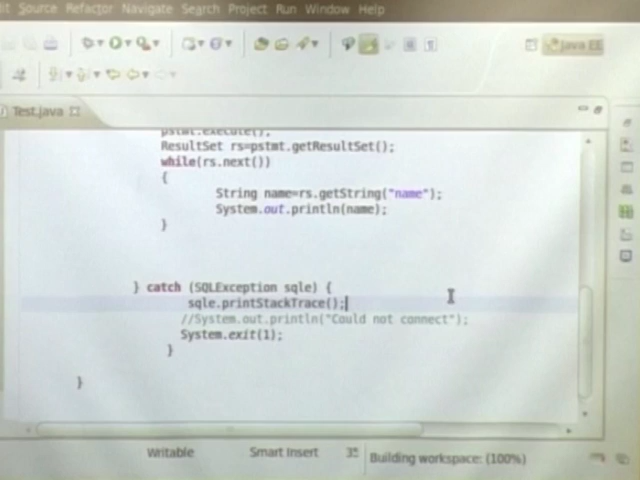 Source Refactor Navigate Search Project Run Window Help
Java EE
Test.java
pstmt.execute();
ResultSet rs=pstmt.getResultSet();
while(rs.next())
{
String name=rs.getString("name");
System.out.println(name);
}
} catch (SQLException sqle) {
sqle.printStackTrace();
//System.out.println("Could not connect");
System.exit(1);
}
}
Writable Smart Insert Building workspace: (100%)